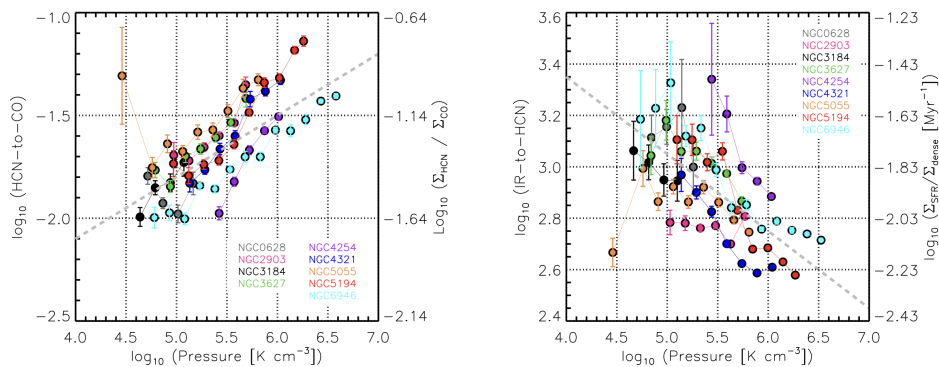 −1.0
−1.5
−2.0
−2.5
log10 (HCN-to-CO)
4.0 4.5 5.0 5.5 6.0 6.5 7.0
log10 (Pressure [K cm−3])
−0.64
−1.14
−1.64
−2.14
Log10 (ΣHCN / ΣCO)
NGC0628
NGC2903
NGC3184
NGC3627
NGC4254
NGC4321
NGC5055
NGC5194
NGC6946
3.6
3.4
3.2
3.0
2.8
2.6
2.4
log10 (IR-to-HCN)
4.0 4.5 5.0 5.5 6.0 6.5 7.0
log10 (Pressure [K cm−3])
−1.23
−1.43
−1.63
−1.83
−2.03
−2.23
−2.43
log10 (ΣSFR/Σdense [Myr−1])
NGC0628
NGC2903
NGC3184
NGC3627
NGC4254
NGC4321
NGC5055
NGC5194
NGC6946